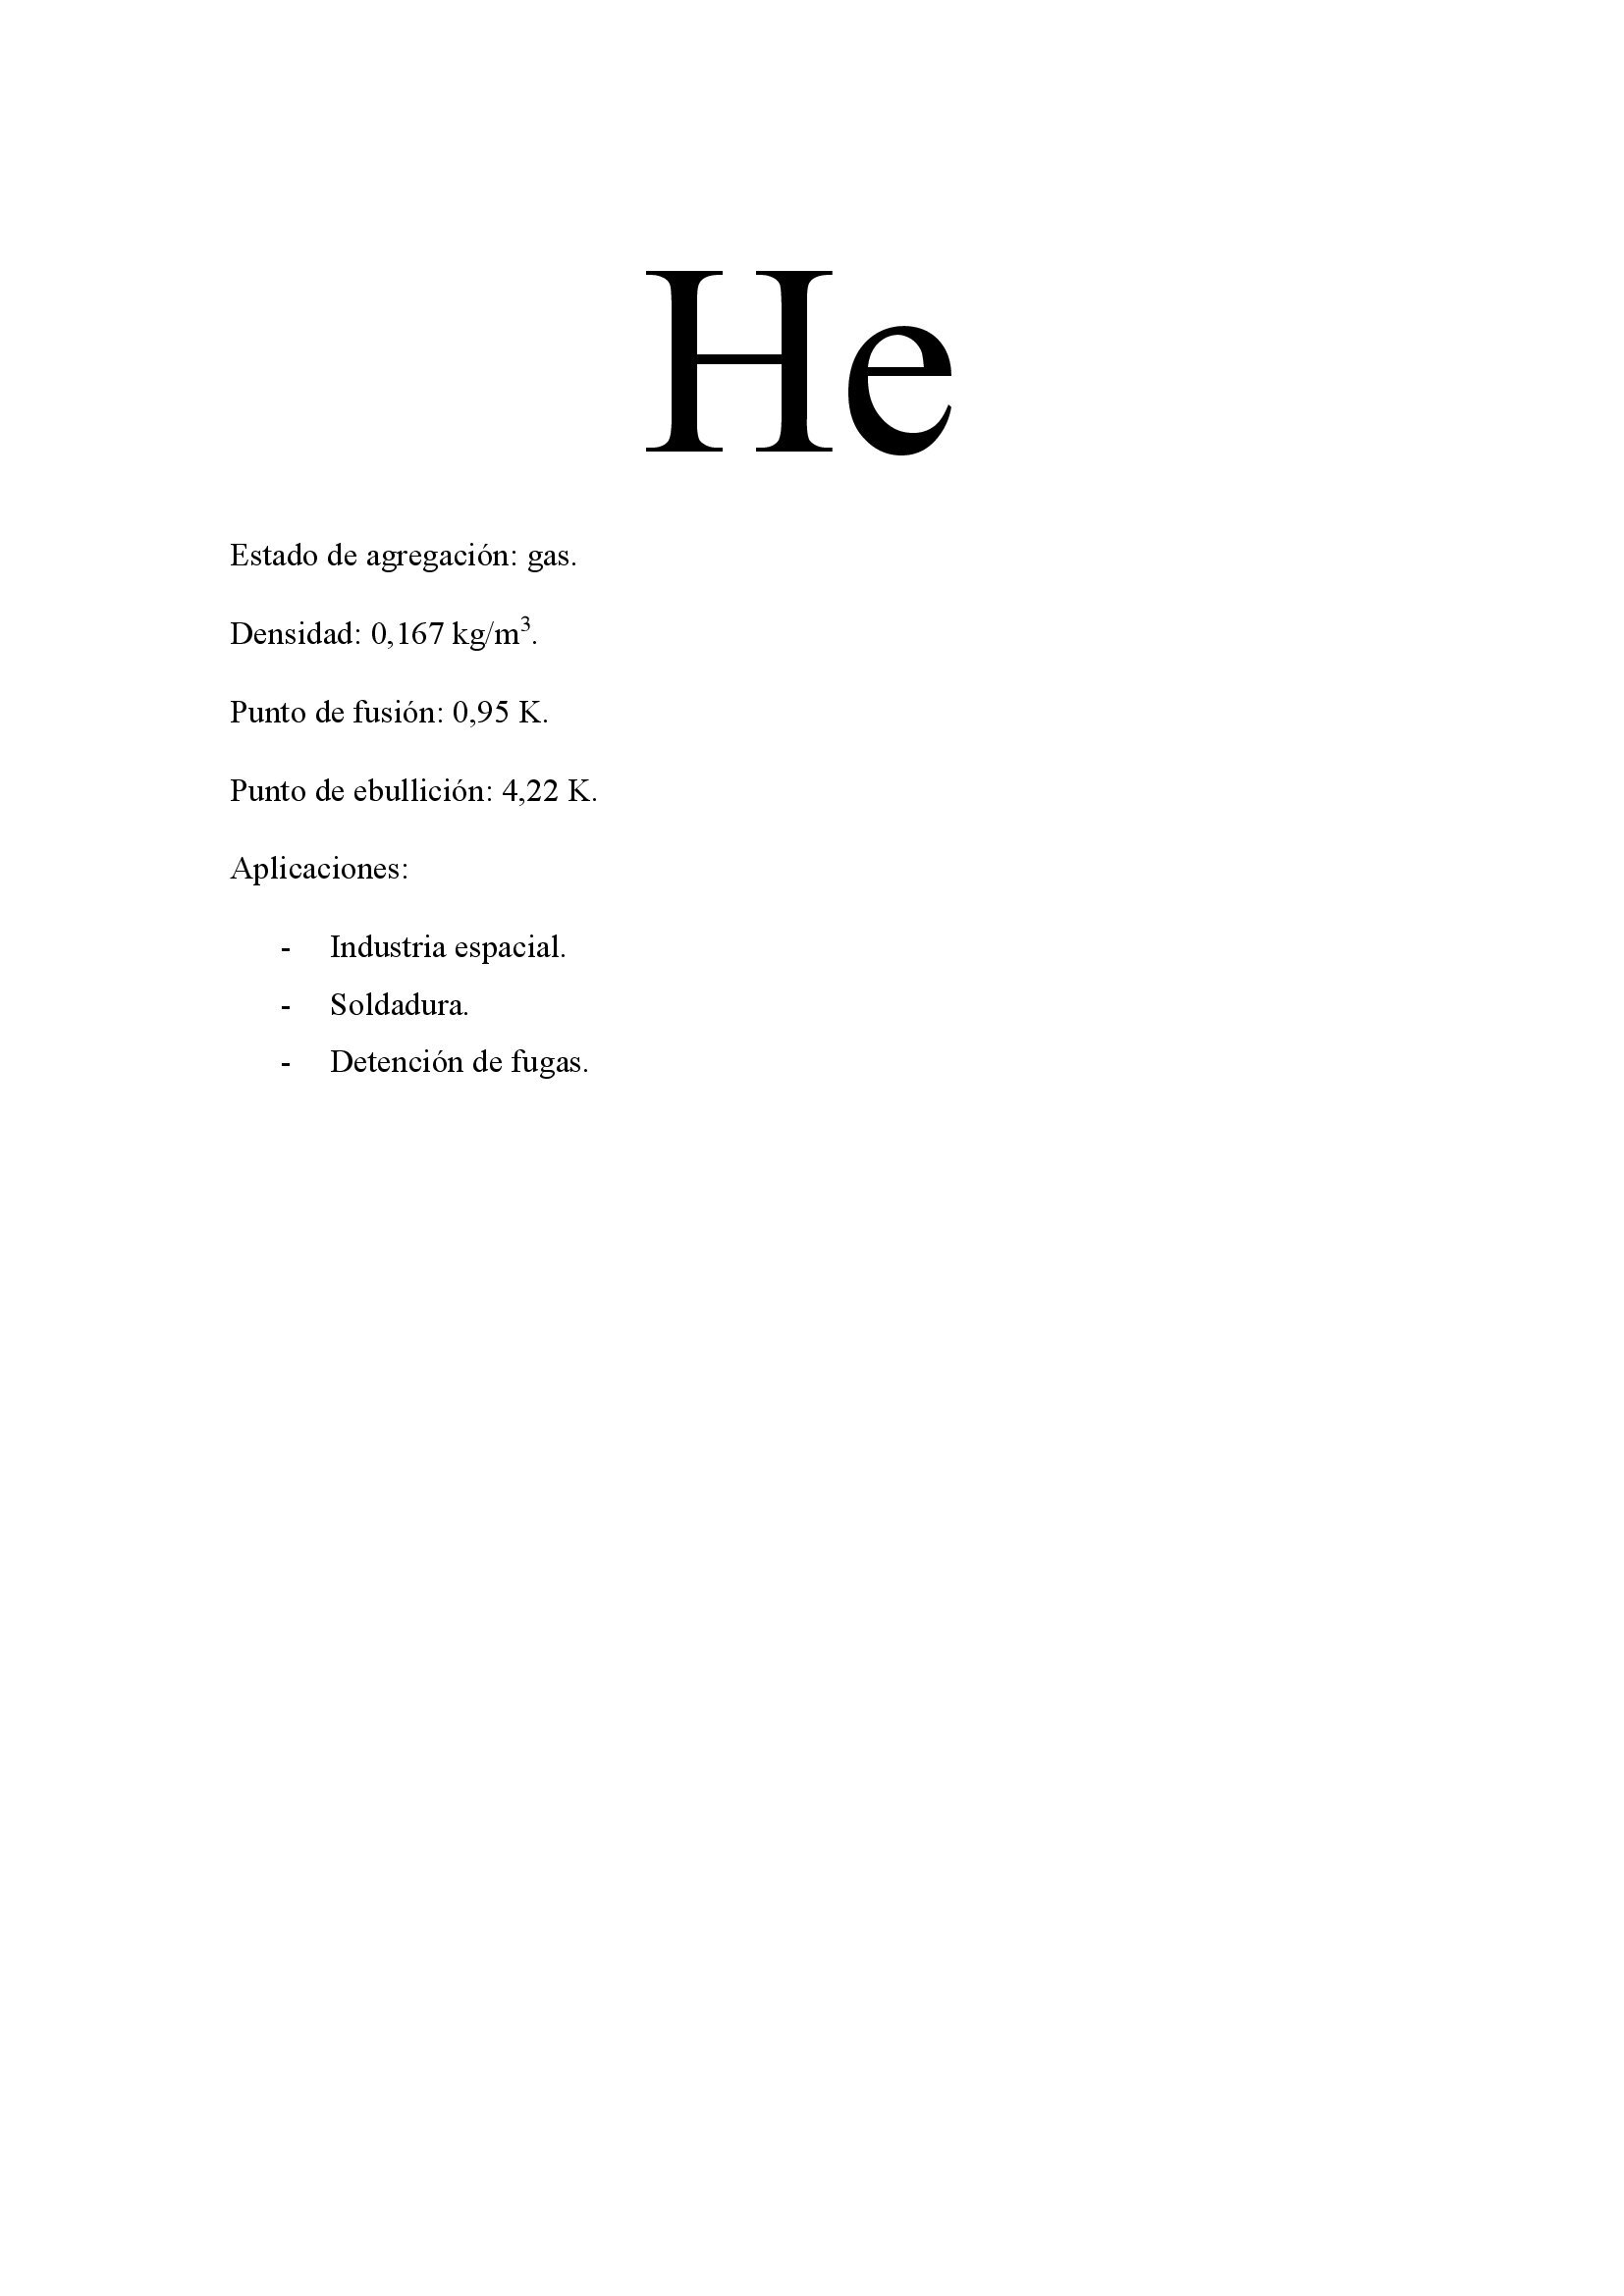 He
Estado de agregación: gas.
Densidad: 0,167 kg/m³.
Punto de fusión: 0,95 K.
Punto de ebullición: 4,22 K.
Aplicaciones:
- Industria espacial.
- Soldadura.
- Detención de fugas.